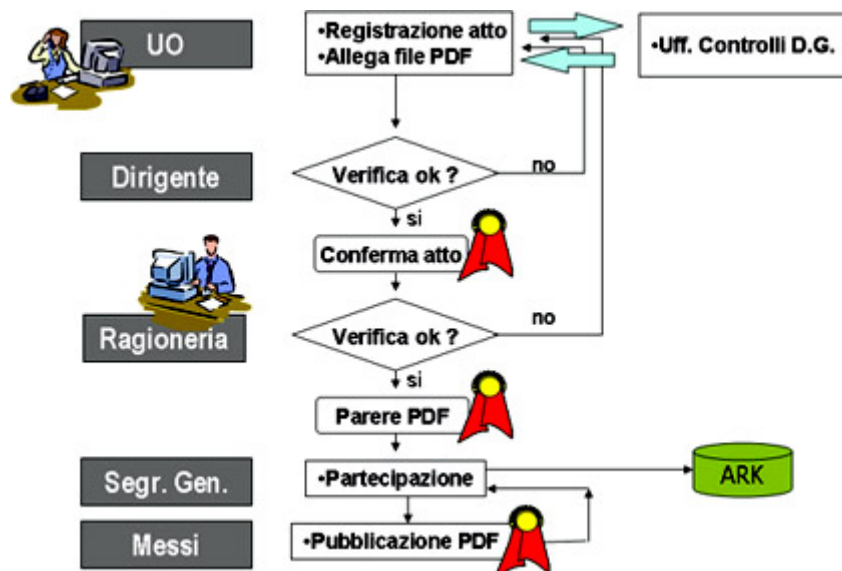 UO
•Registrazione atto
•Allega file PDF
•Uff. Controlli D.G.
Dirigente
Verifica ok ?
no
si
Conferma atto
Ragioneria
Verifica ok ?
no
si
Parere PDF
Segr. Gen.
•Partecipazione
ARK
Messi
•Pubblicazione PDF